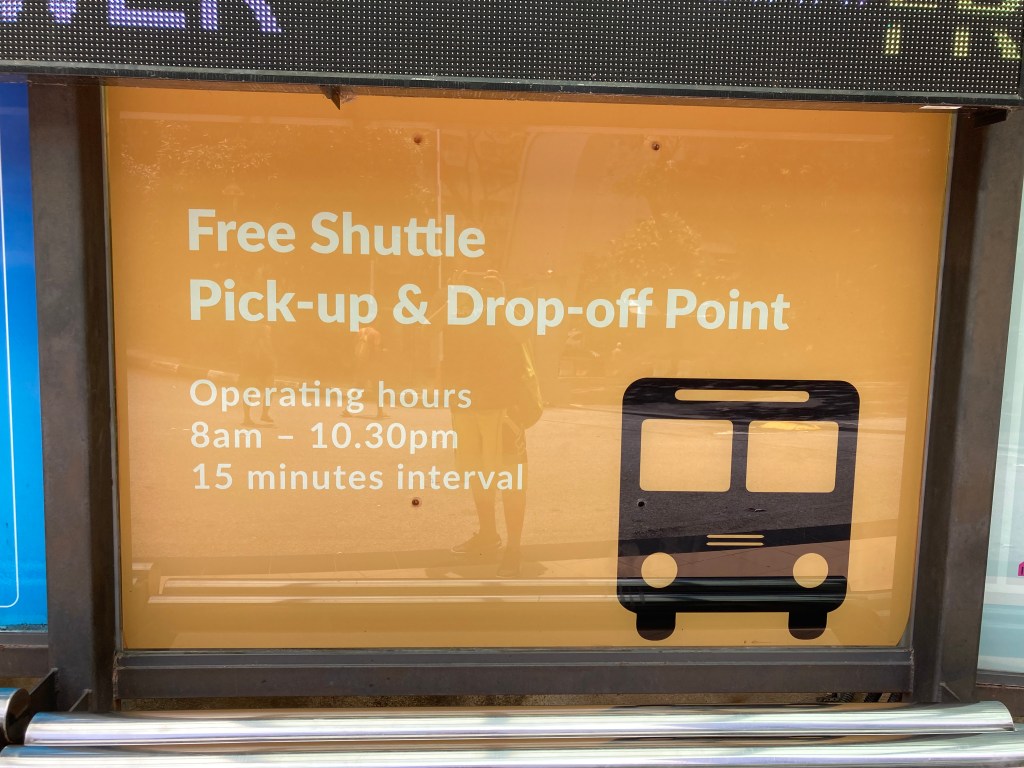 Free Shuttle
Pick-up & Drop-off Point
Operating hours
8am – 10.30pm
15 minutes interval